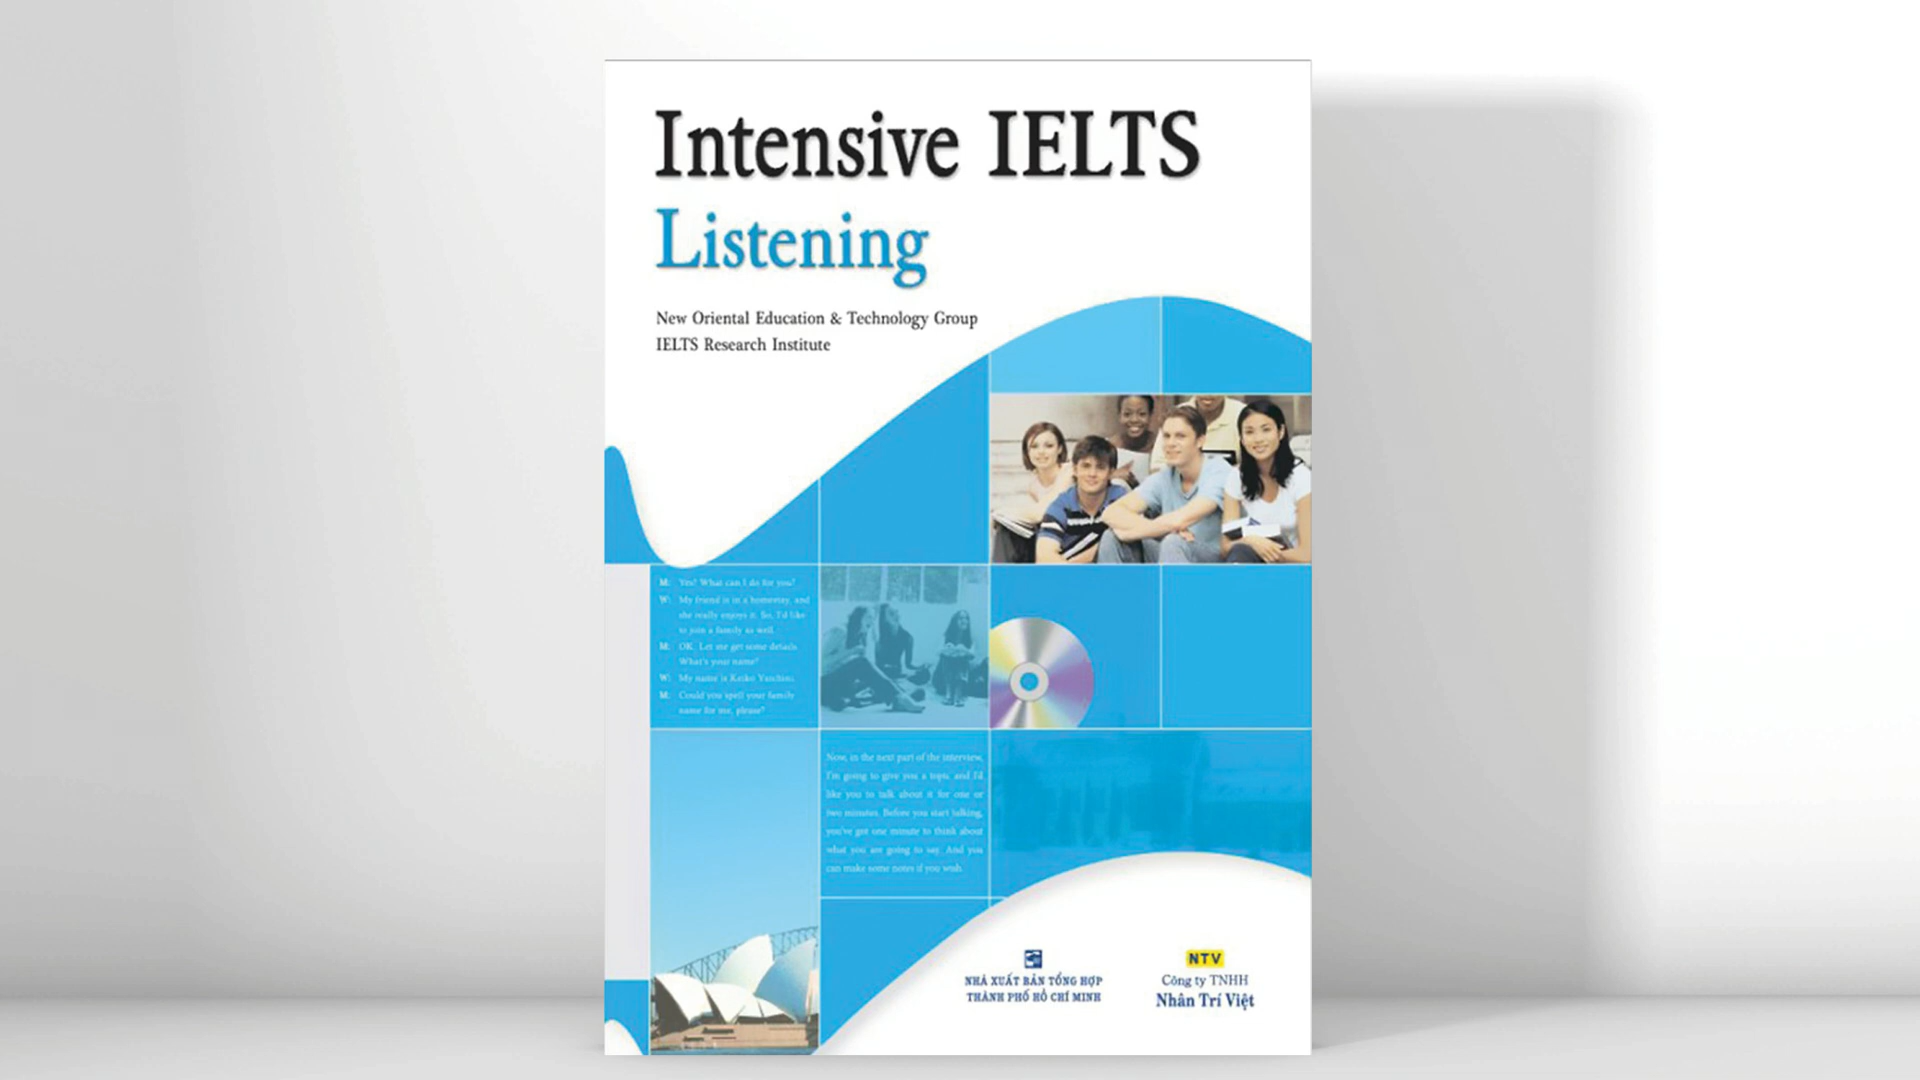 Intensive IELTS
Listening
New Oriental Education & Technology Group
IELTS Research Institute
M: Yes? What can I do for you?
W: My friend is in a homestay, and
she really enjoys it. So, I'd like
to join a family as well.
M: OK. Let me get some details.
What's your name?
W: My name is Keiko
M: Could you spell your family
name for me, please?
Now, in the next part of the interview,
I'm going to give you a topic and I'd
like you to talk about it for one or
two minutes. Before you start talking,
you've got one minute to think about
what you are going to say. And you
can make some notes if you wish.
NHÀ XUẤT BẢN TỔNG HỢP
THÀNH PHỐ HỒ CHÍ MINH
NTV
Công ty TNHH
Nhân Trí Việt